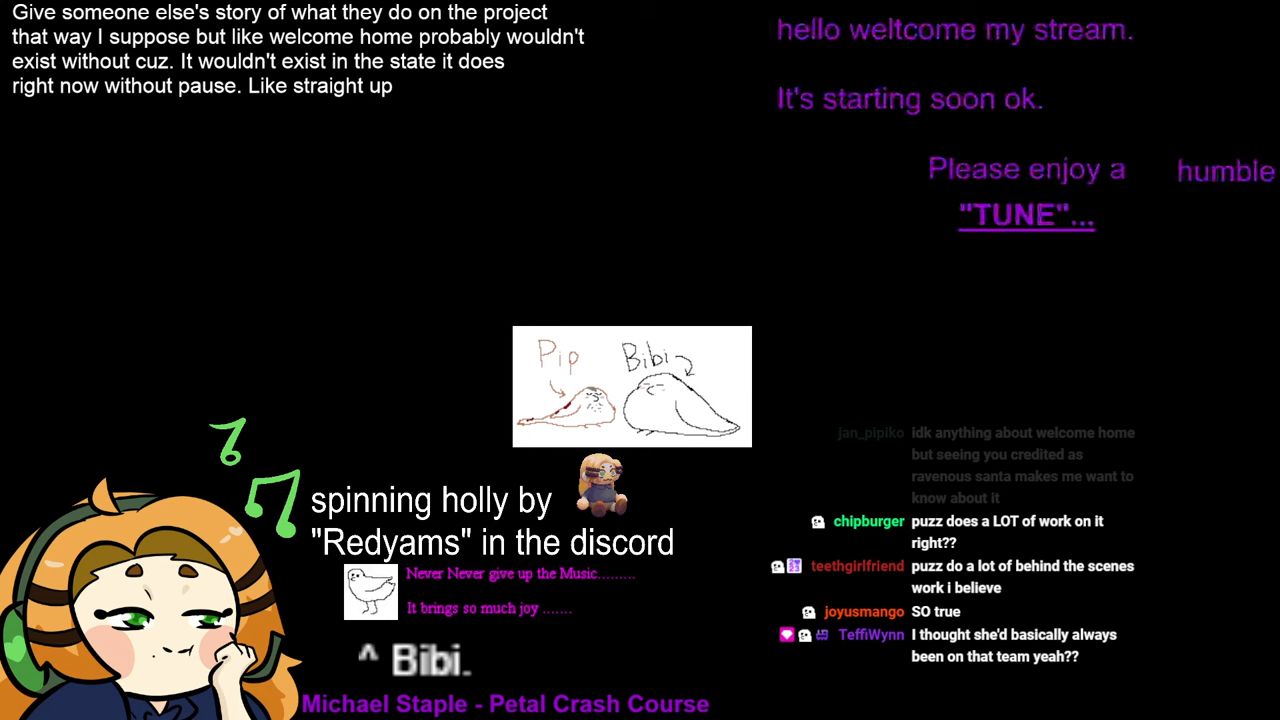 Give someone else's story of what they do on the project
that way I suppose but like welcome home probably wouldn't
exist without cuz. It wouldn't exist in the state it does
right now without pause. Like straight up
hello weltcome my stream.
It's starting soon ok.
Please enjoy a humble
"TUNE"...
Pip
Bibi
spinning holly by
"Redyams" in the discord
Never Never give up the Music.........
It brings so much joy .......
^ Bibi.
Michael Staple - Petal Crash Course
jan_pipiko idk anything about welcome home
but seeing you credited as
ravenous santa makes me want to
know about it
chipburger puzz does a LOT of work on it
right??
teethgirlfriend puzz do a lot of behind the scenes
work i believe
joyusmango SO true
TeffiWynn I thought she'd basically always
been on that team yeah??